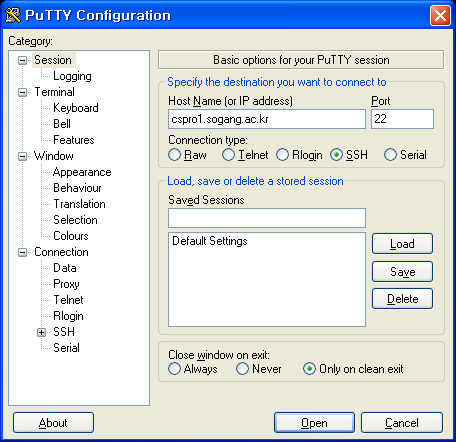 PuTTY Configuration
Category:
Session
Logging
Terminal
Keyboard
Bell
Features
Window
Appearance
Behaviour
Translation
Selection
Colours
Connection
Data
Proxy
Telnet
Rlogin
SSH
Serial
Basic options for your PuTTY session
Specify the destination you want to connect to
Host Name (or IP address) Port
cspro1.sogang.ac.kr 22
Connection type:
Raw Telnet Rlogin SSH Serial
Load, save or delete a stored session
Saved Sessions
Default Settings
Load
Save
Delete
Close window on exit:
Always Never Only on clean exit
About Open Cancel